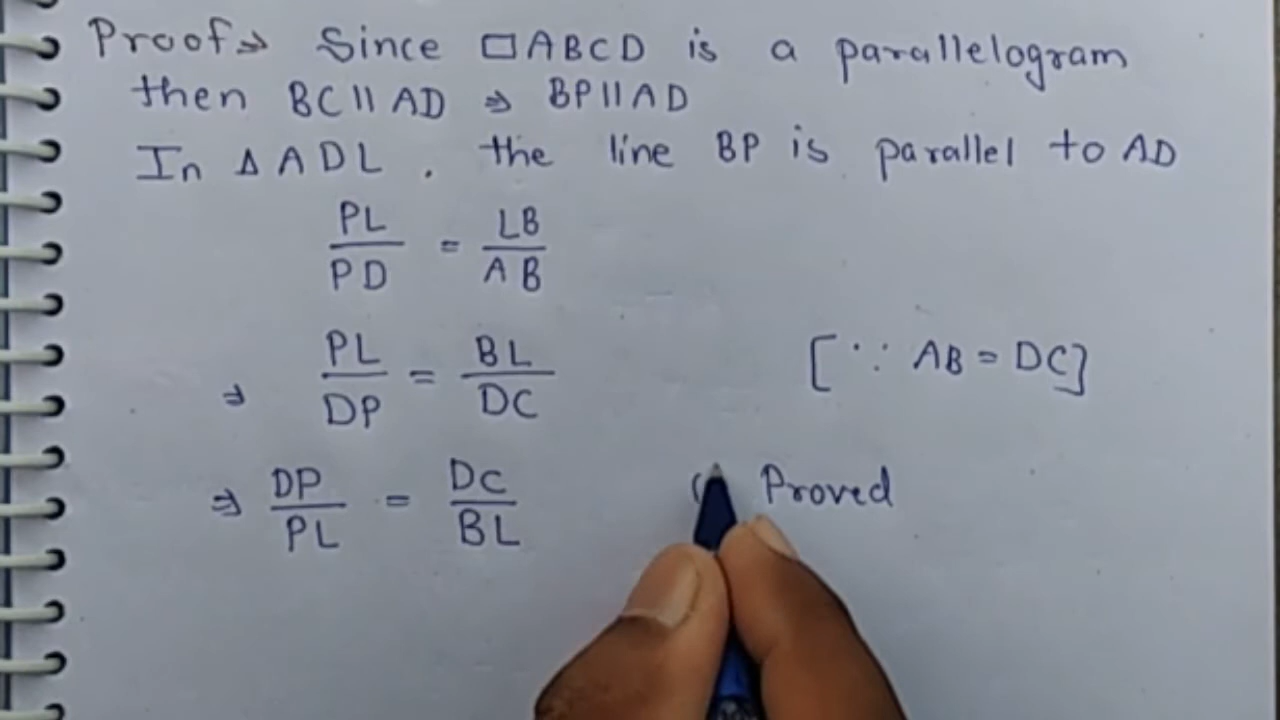 Proof⇒ Since □ABCD is a parallelogram
then BC || AD ⇒ BP || AD
In Δ ADL . the line BP is parallel to AD
PL/PD = LB/AB
⇒ PL/DP = BL/DC [∵ AB = DC]
⇒ DP/PL = DC/BL (i) Proved